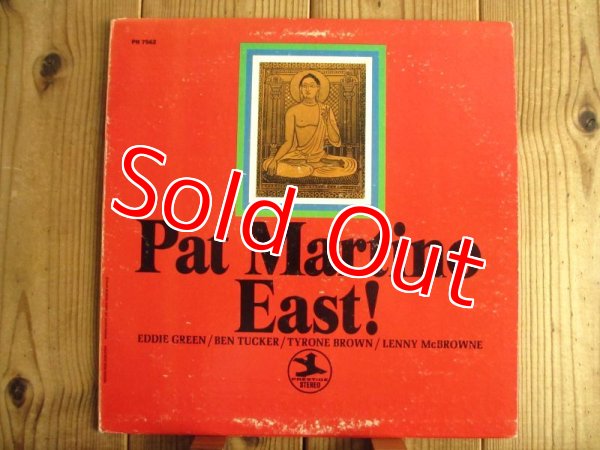 PR 7562
Sold Out
Pat Martino
East!
EDDIE GREEN / BEN TUCKER / TYRONE BROWN / LENNY McBROWNE
PRESTIGE
STEREO